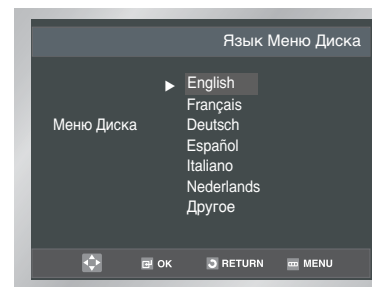 Язык Меню Диска
English
Français
Меню Диска Deutsch
Español
Italiano
Nederlands
Другое
OK RETURN MENU